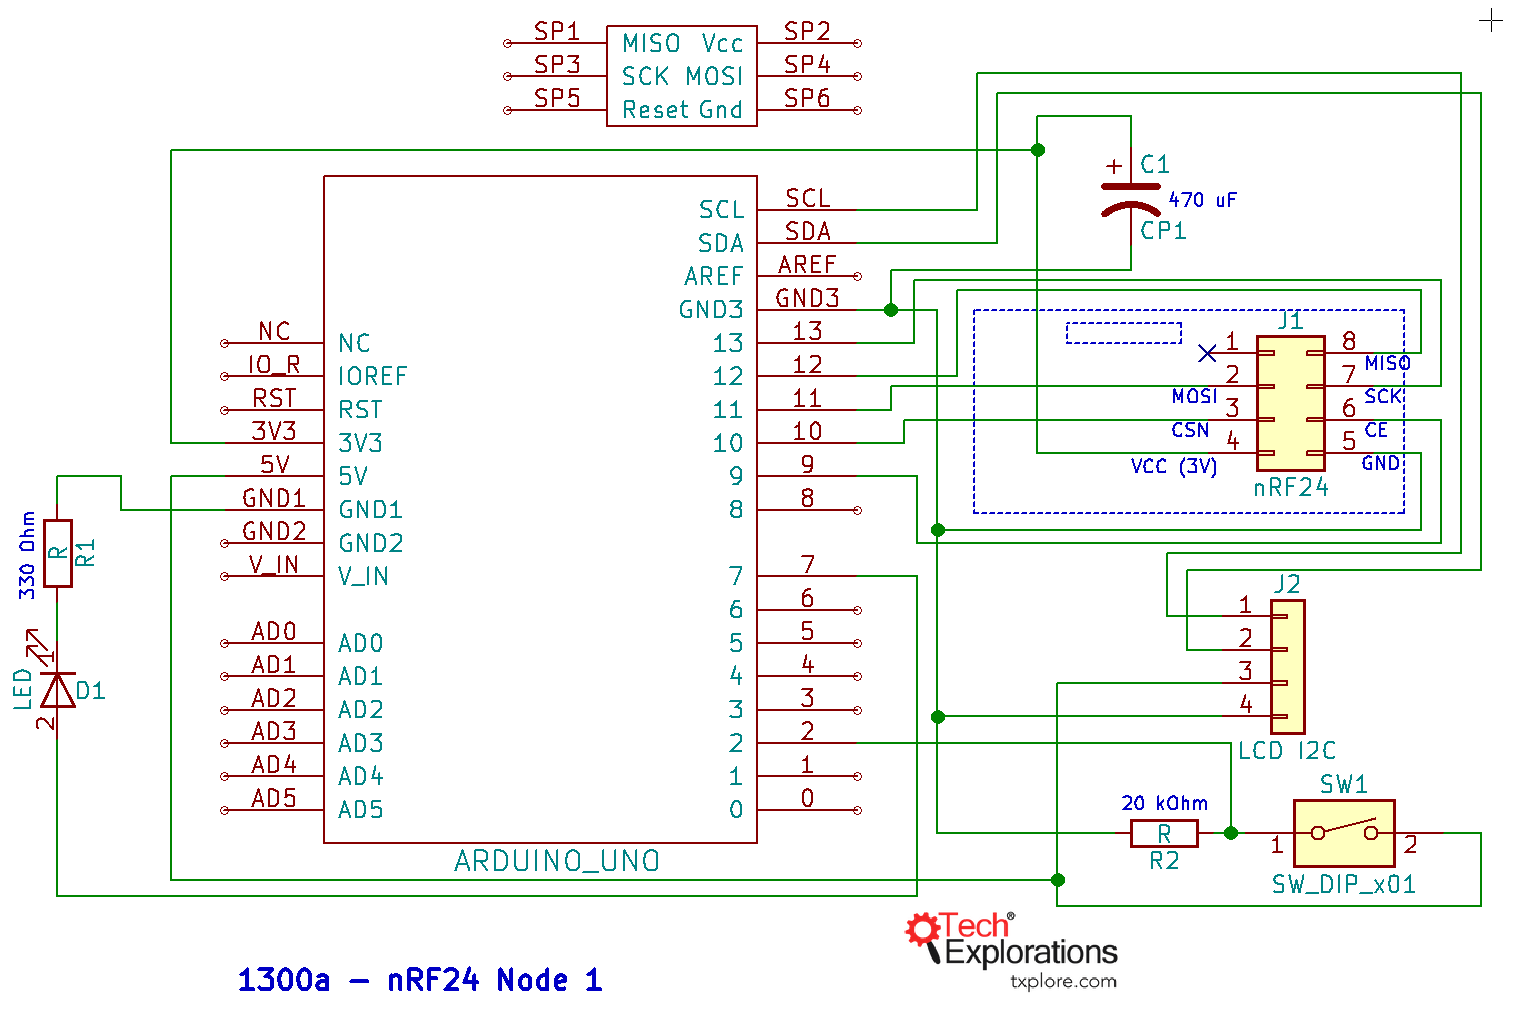 SP1 MISO Vcc SP2
SP3 SCK MOSI SP4
SP5 Reset Gnd SP6
+ C1
470 uF
CP1
SCL SCL
SDA SDA
AREF AREF
GND3 GND3
NC NC 13 13
IO_R IOREF 12 12
RST RST 11 11
3V3 3V3 10 10
5V 5V 9 9
GND1 GND1 8 8
GND2 GND2
V_IN V_IN 7 7
6 6
AD0 AD0 5 5
AD1 AD1 4 4
AD2 AD2 3 3
AD3 AD3 2 2
AD4 AD4 1 1
AD5 AD5 0 0
ARDUINO_UNO
J1
1 8
MISO
2 7
MOSI SCK
3 6
CSN CE
4 5
VCC (3V) GND
nRF24
330 Ohm
R
R1
LED
1
D1
2
J2
1
2
3
4
LCD I2C
20 kOhm
R
R2
SW1
1 2
SW_DIP_x01
Tech®
Explorations
txplore.com
1300a - nRF24 Node 1